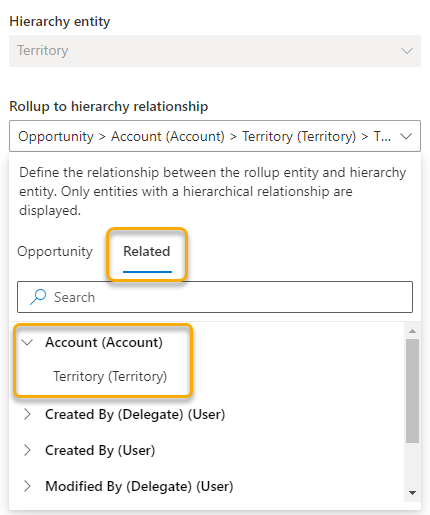 Hierarchy entity
Territory
Rollup to hierarchy relationship
Opportunity > Account (Account) > Territory (Territory) > T...
Define the relationship between the rollup entity and hierarchy
entity. Only entities with a hierarchical relationship are
displayed.
Opportunity Related
Search
Account (Account)
Territory (Territory)
Created By (Delegate) (User)
Created By (User)
Modified By (Delegate) (User)